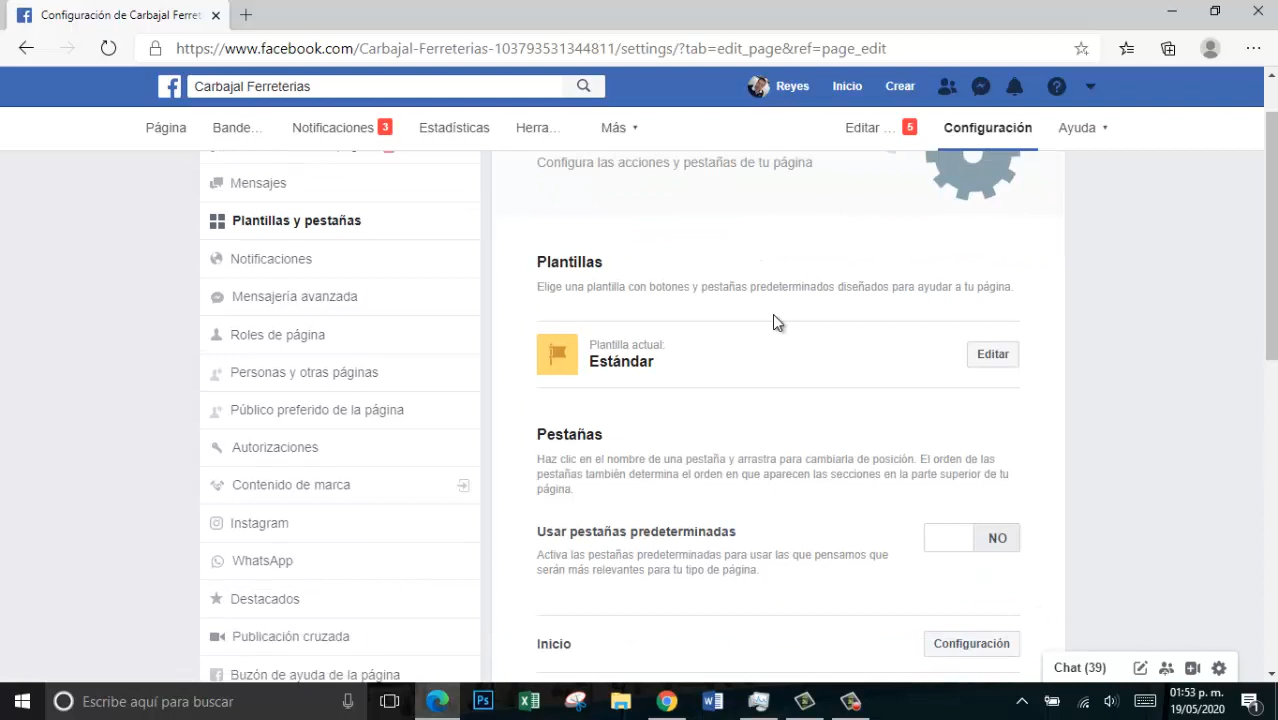 Configuración de Carbajal Ferret
https://www.facebook.com/Carbajal-Ferreterias-103793531344811/settings/?tab=edit_page&ref=page_edit
Carbajal Ferreterias
Reyes
Inicio
Crear
Página
Bande...
Notificaciones 3
Estadísticas
Herra...
Más
Editar ... 5
Configuración
Ayuda
Mensajes
Plantillas y pestañas
Notificaciones
Mensajería avanzada
Roles de página
Personas y otras páginas
Público preferido de la página
Autorizaciones
Contenido de marca
Instagram
WhatsApp
Destacados
Publicación cruzada
Buzón de ayuda de la página
Configura las acciones y pestañas de tu página
Plantillas
Elige una plantilla con botones y pestañas predeterminados diseñados para ayudar a tu página.
Plantilla actual:
Estándar
Editar
Pestañas
Haz clic en el nombre de una pestaña y arrastra para cambiarla de posición. El orden de las
pestañas también determina el orden en que aparecen las secciones en la parte superior de tu
página.
Usar pestañas predeterminadas
NO
Activa las pestañas predeterminadas para usar las que pensamos que
serán más relevantes para tu tipo de página.
Inicio
Configuración
Chat (39)
Escribe aquí para buscar
01:53 p. m.
19/05/2020
1